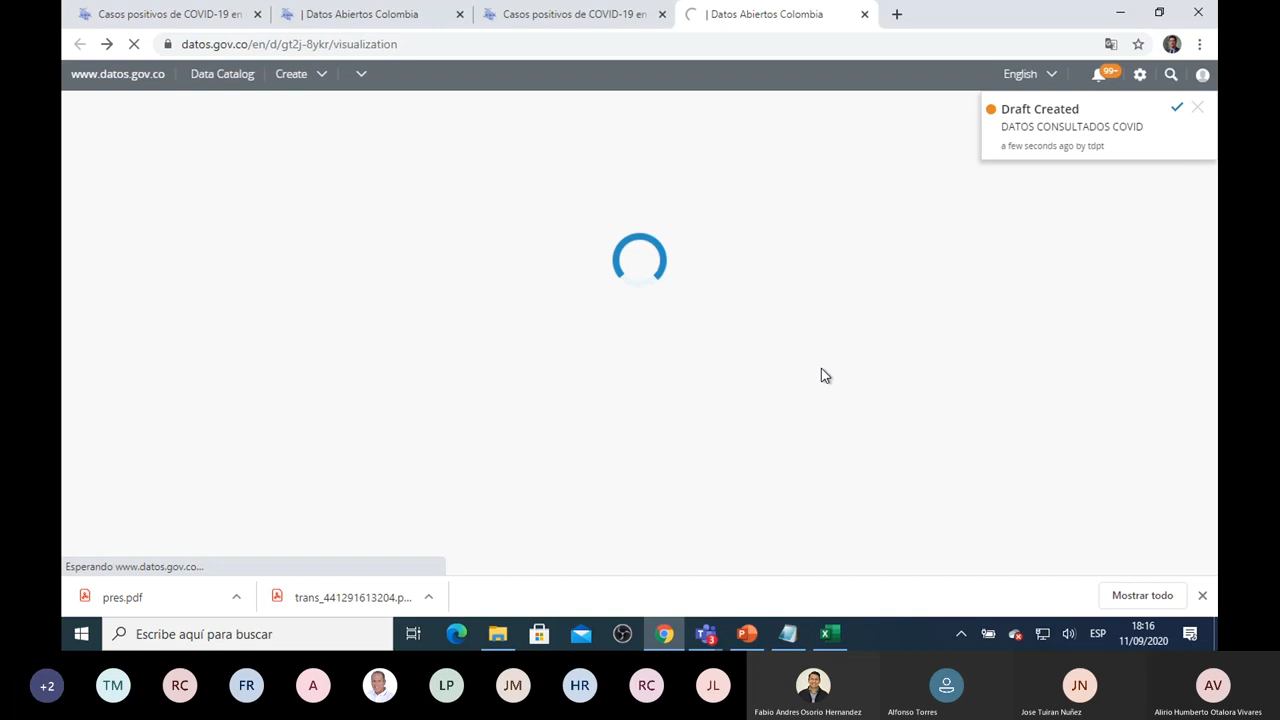 Casos positivos de COVID-19 en
| Datos Abiertos Colombia
Casos positivos de COVID-19 en
| Datos Abiertos Colombia
datos.gov.co/en/d/gt2j-8ykr/visualization
www.datos.gov.co
Data Catalog
Create
English
99+
Draft Created
DATOS CONSULTADOS COVID
a few seconds ago by tdpt
Esperando www.datos.gov.co...
pres.pdf
trans_441291613204.p...
Mostrar todo
Escribe aquí para buscar
3
ESP
18:16
11/09/2020
+2
TM
RC
FR
A
LP
JM
HR
RC
JL
JN
AV
Fabio Andres Osorio Hernandez
Alfonso Torres
Jose Tuiran Nuñez
Alirio Humberto Otalora Vivares